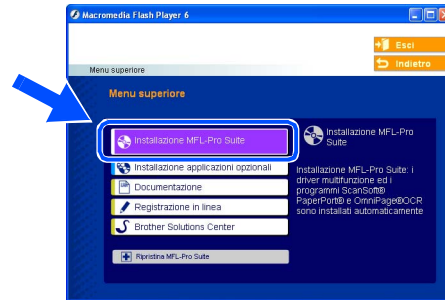 Macromedia Flash Player 6
Esci
Indietro
Menu superiore
Menu superiore
Installazione MFL-Pro Suite
Installazione applicazioni opzionali
Documentazione
Registrazione in linea
Brother Solutions Center
Ripristina MFL-Pro Suite
Installazione MFL-Pro
Suite
Installazione MFL-Pro Suite: i
driver multifunzione ed i
programmi ScanSoft®
PaperPort® e OmniPage®OCR
sono installati automaticamente